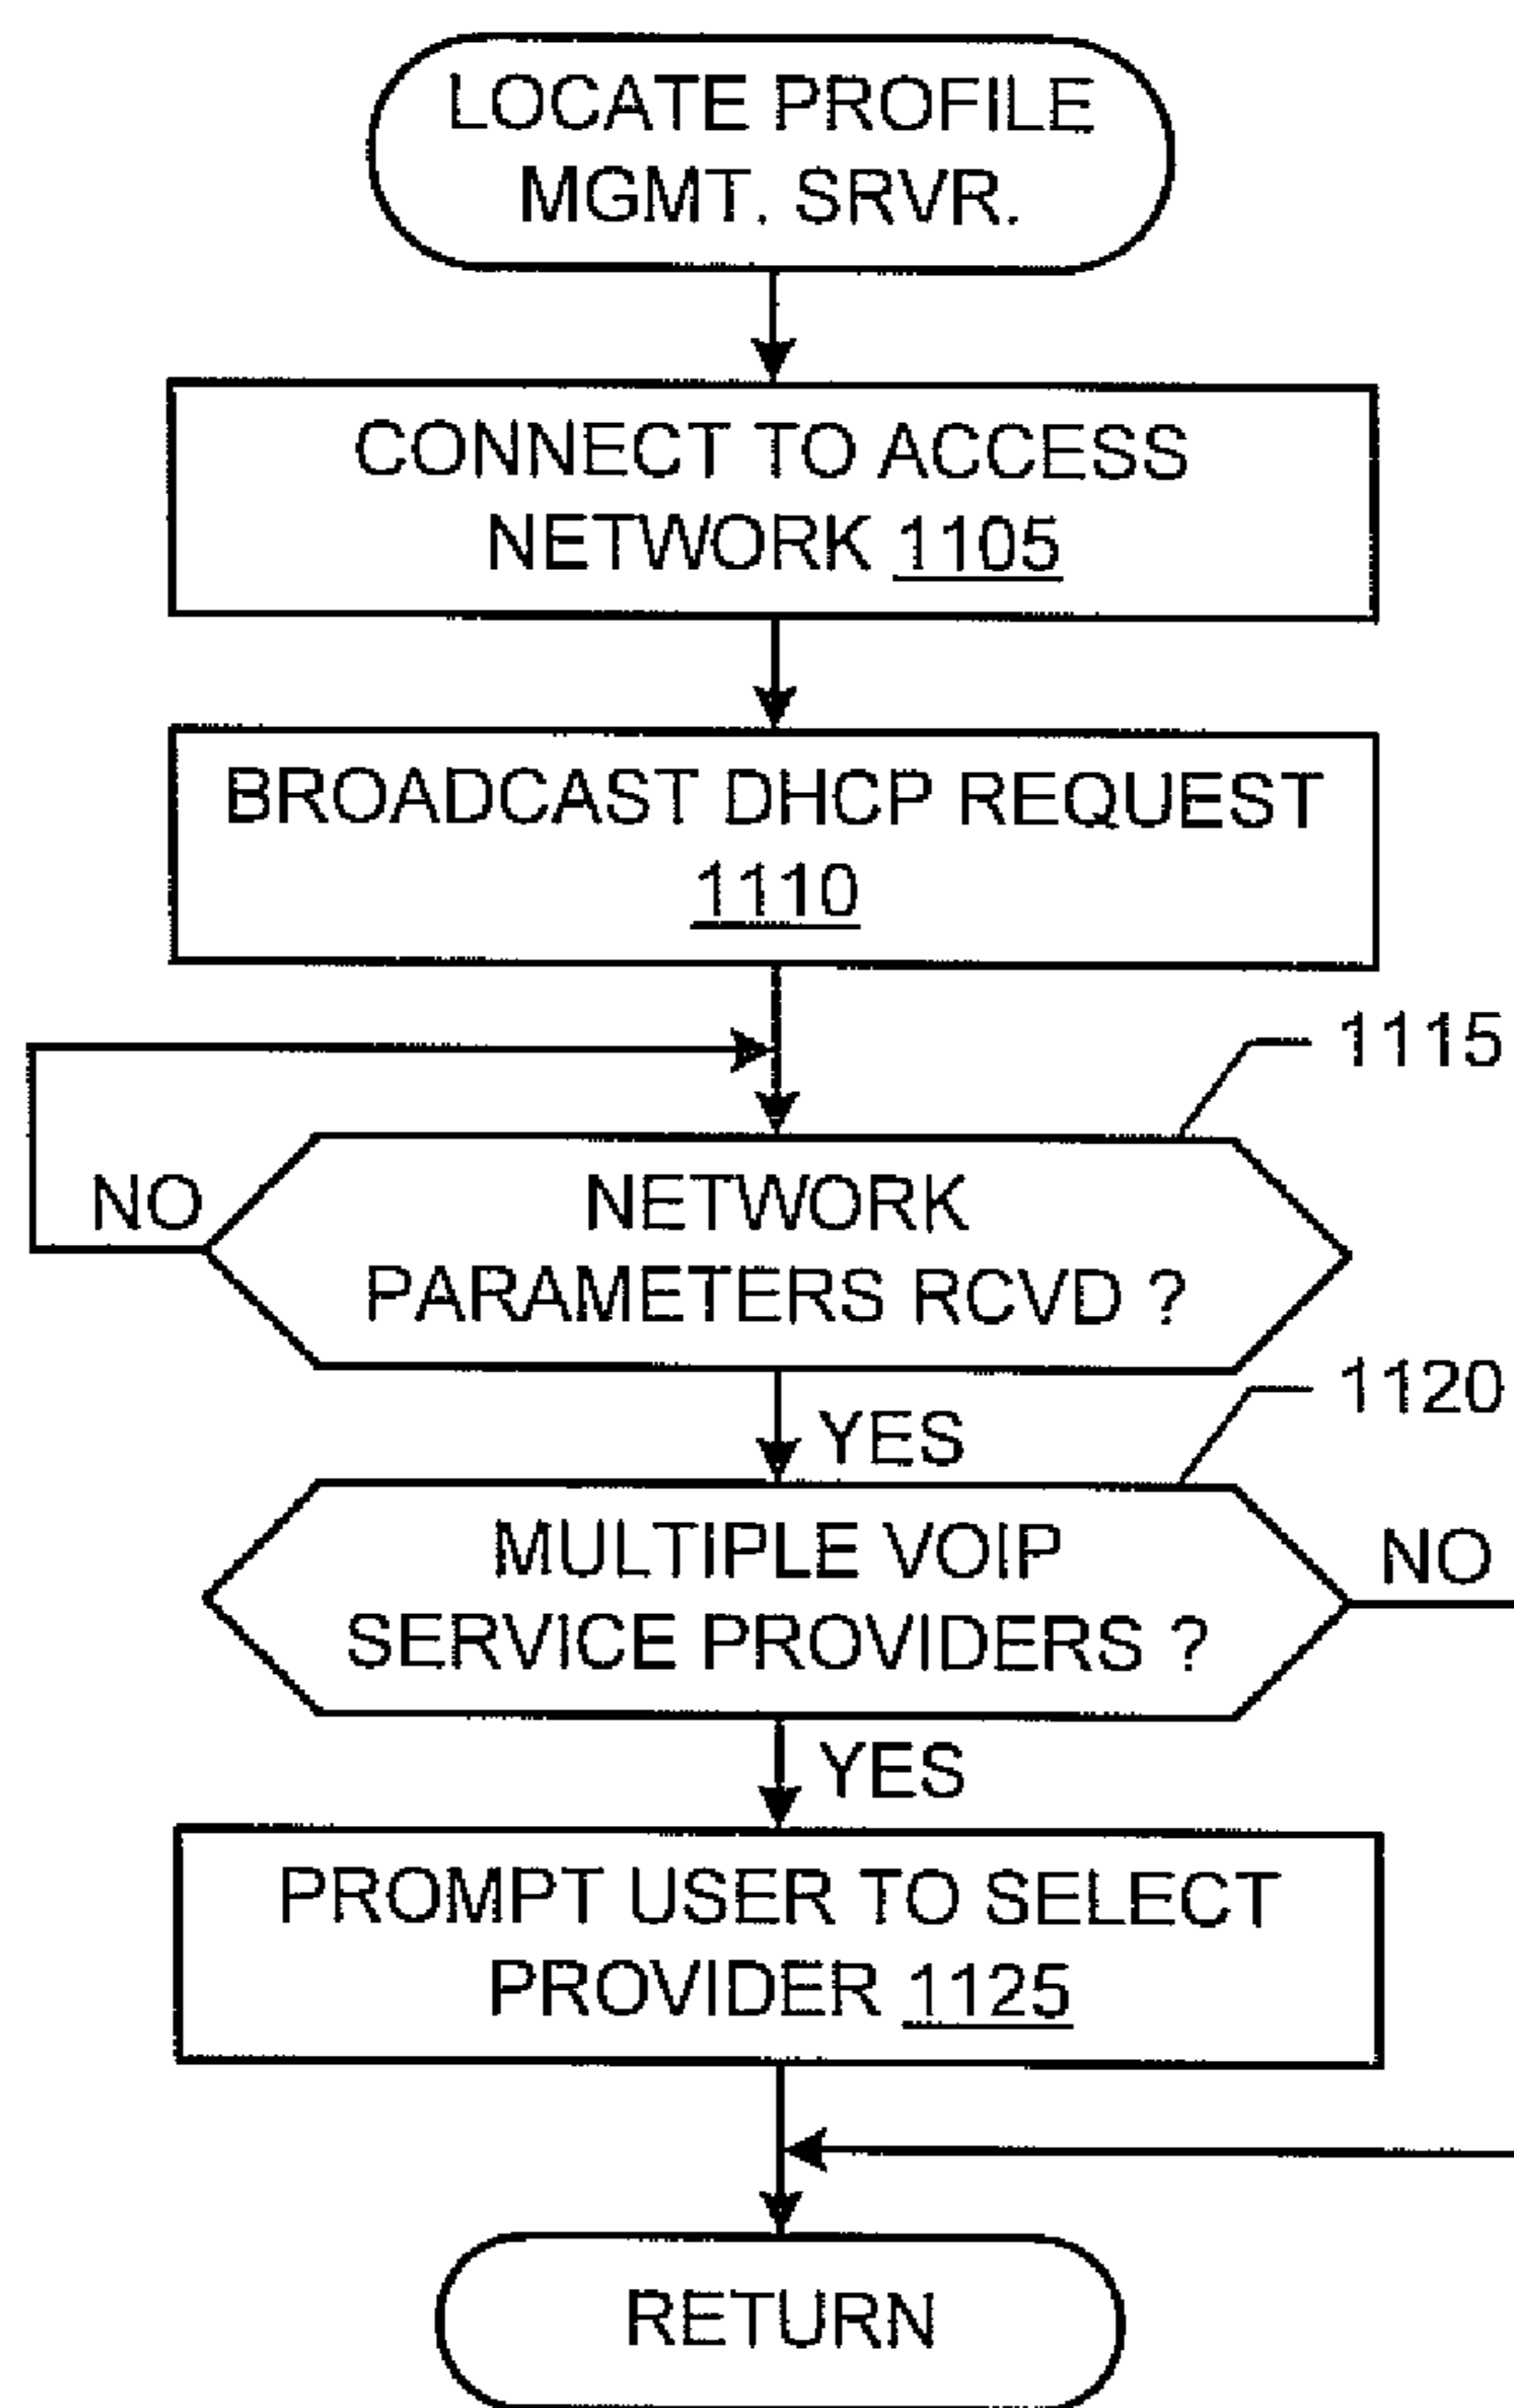 LOCATE PROFILE
MGMT. SRVR.
CONNECT TO ACCESS
NETWORK 1105
BROADCAST DHCP REQUEST
1110
1115
NO
NETWORK
PARAMETERS RCVD ?
1120
YES
MULTIPLE VOIP
SERVICE PROVIDERS ?
NO
YES
PROMPT USER TO SELECT
PROVIDER 1125
RETURN